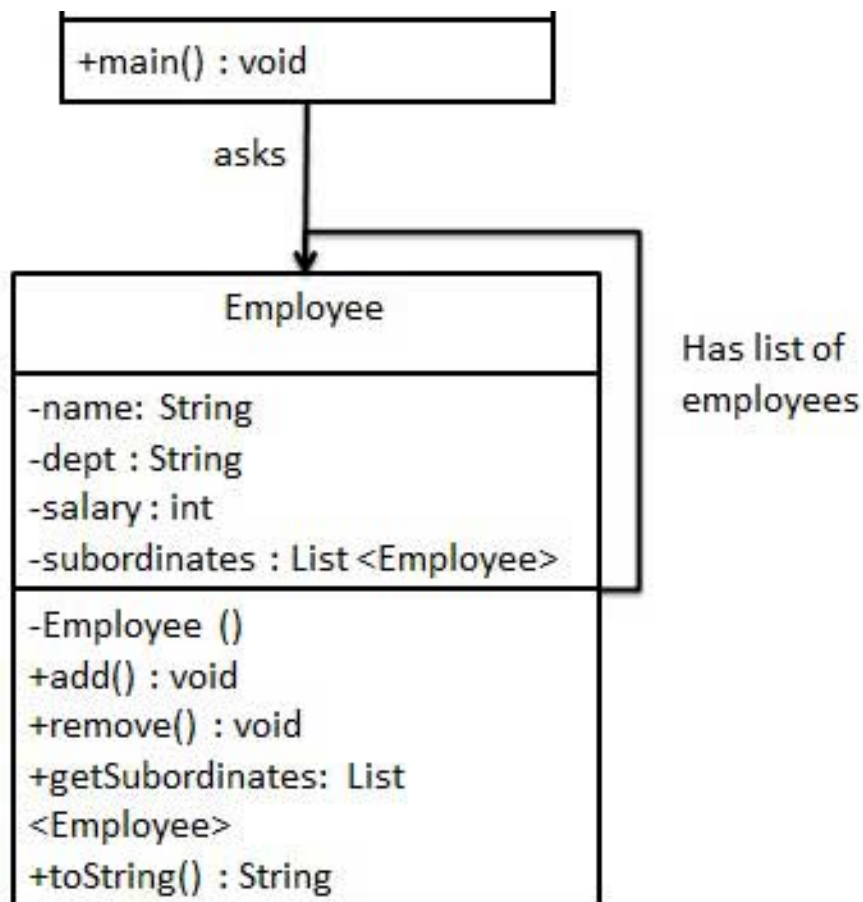 +main() : void
asks
Employee
Has list of
employees
-name: String
-dept : String
-salary : int
-subordinates : List <Employee>
-Employee ()
+add() : void
+remove() : void
+getSubordinates: List
<Employee>
+toString() : String